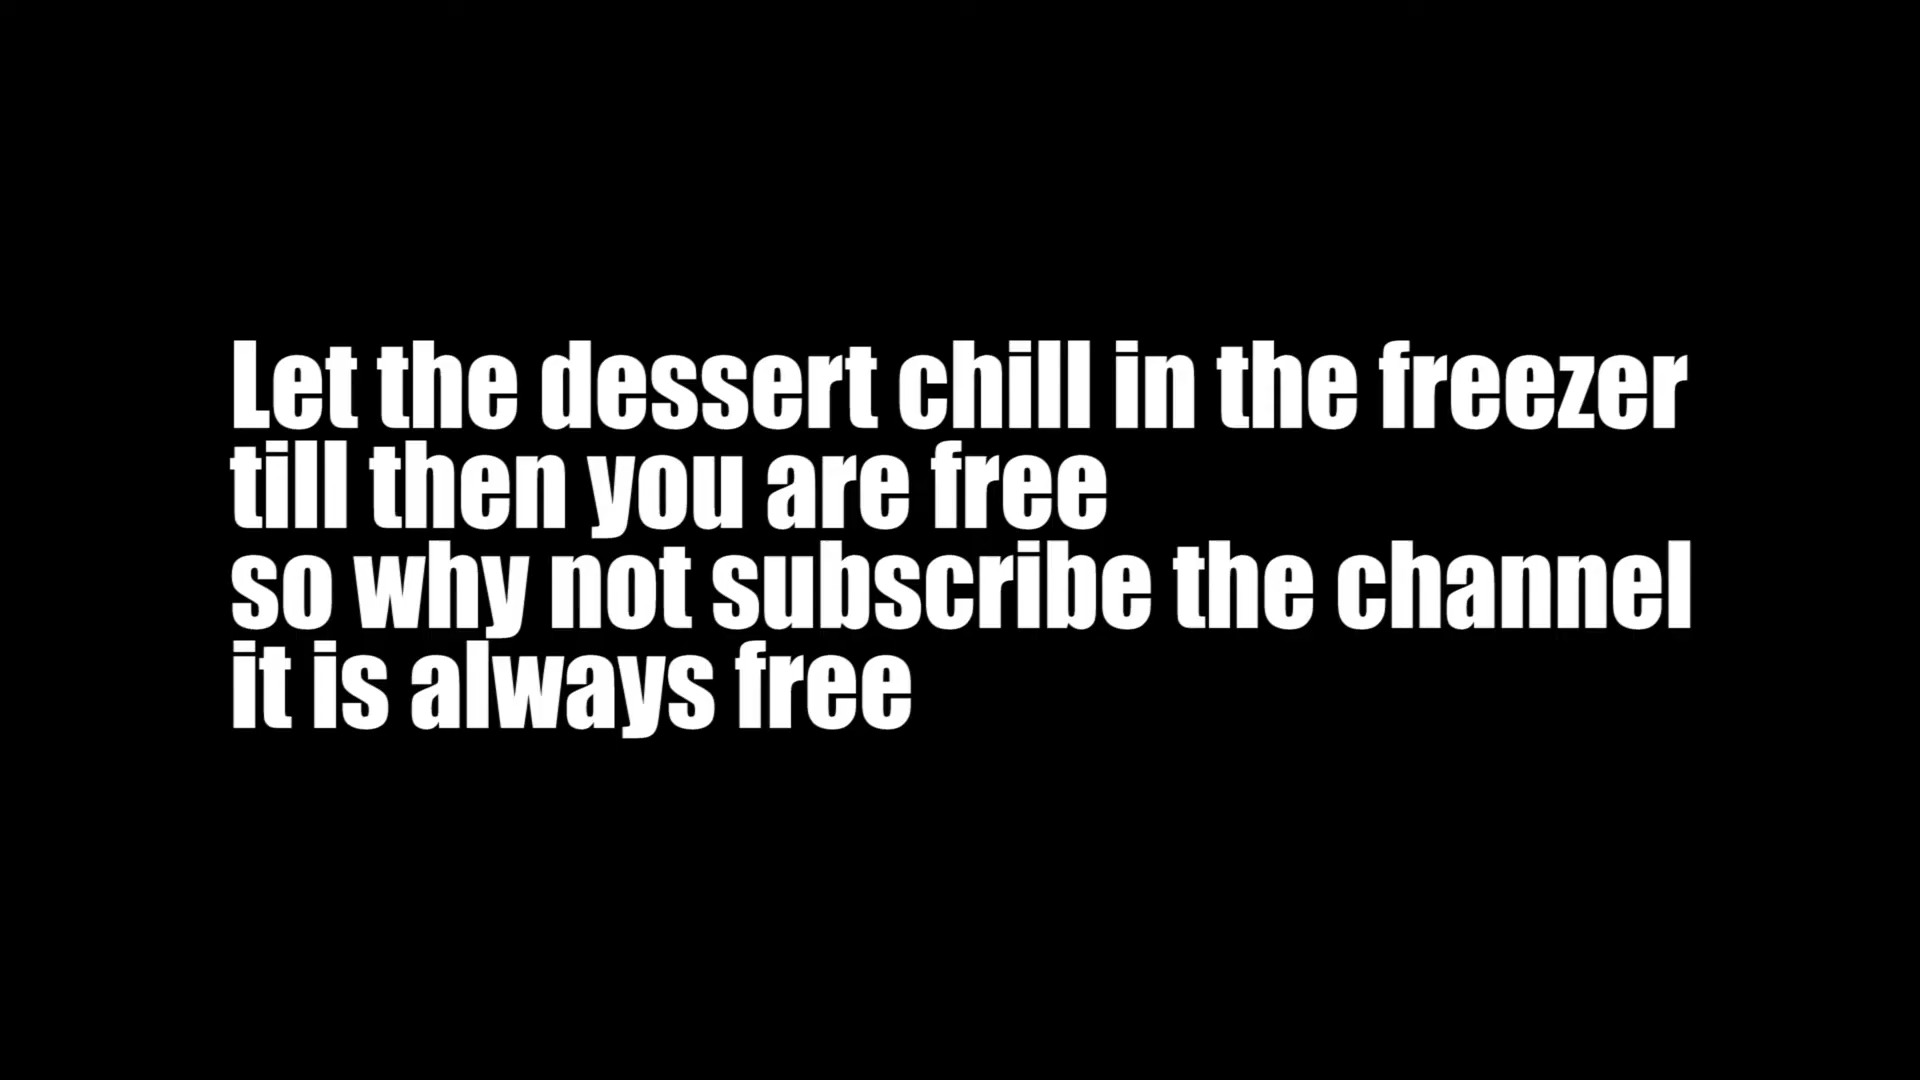 Let the dessert chill in the freezer
till then you are free
so why not subscribe the channel
it is always free